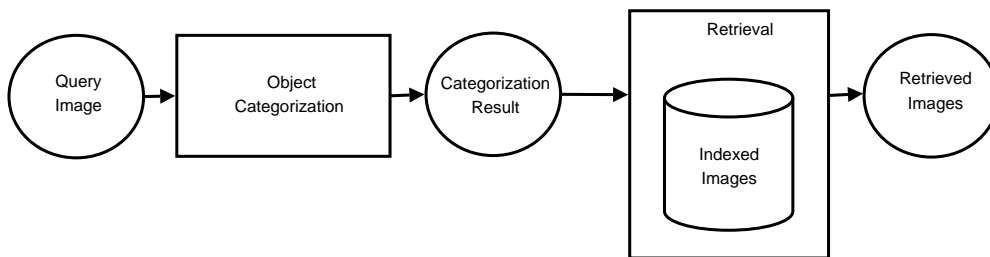 Query
Image
Object
Categorization
Categorization
Result
Retrieval
Indexed
Images
Retrieved
Images